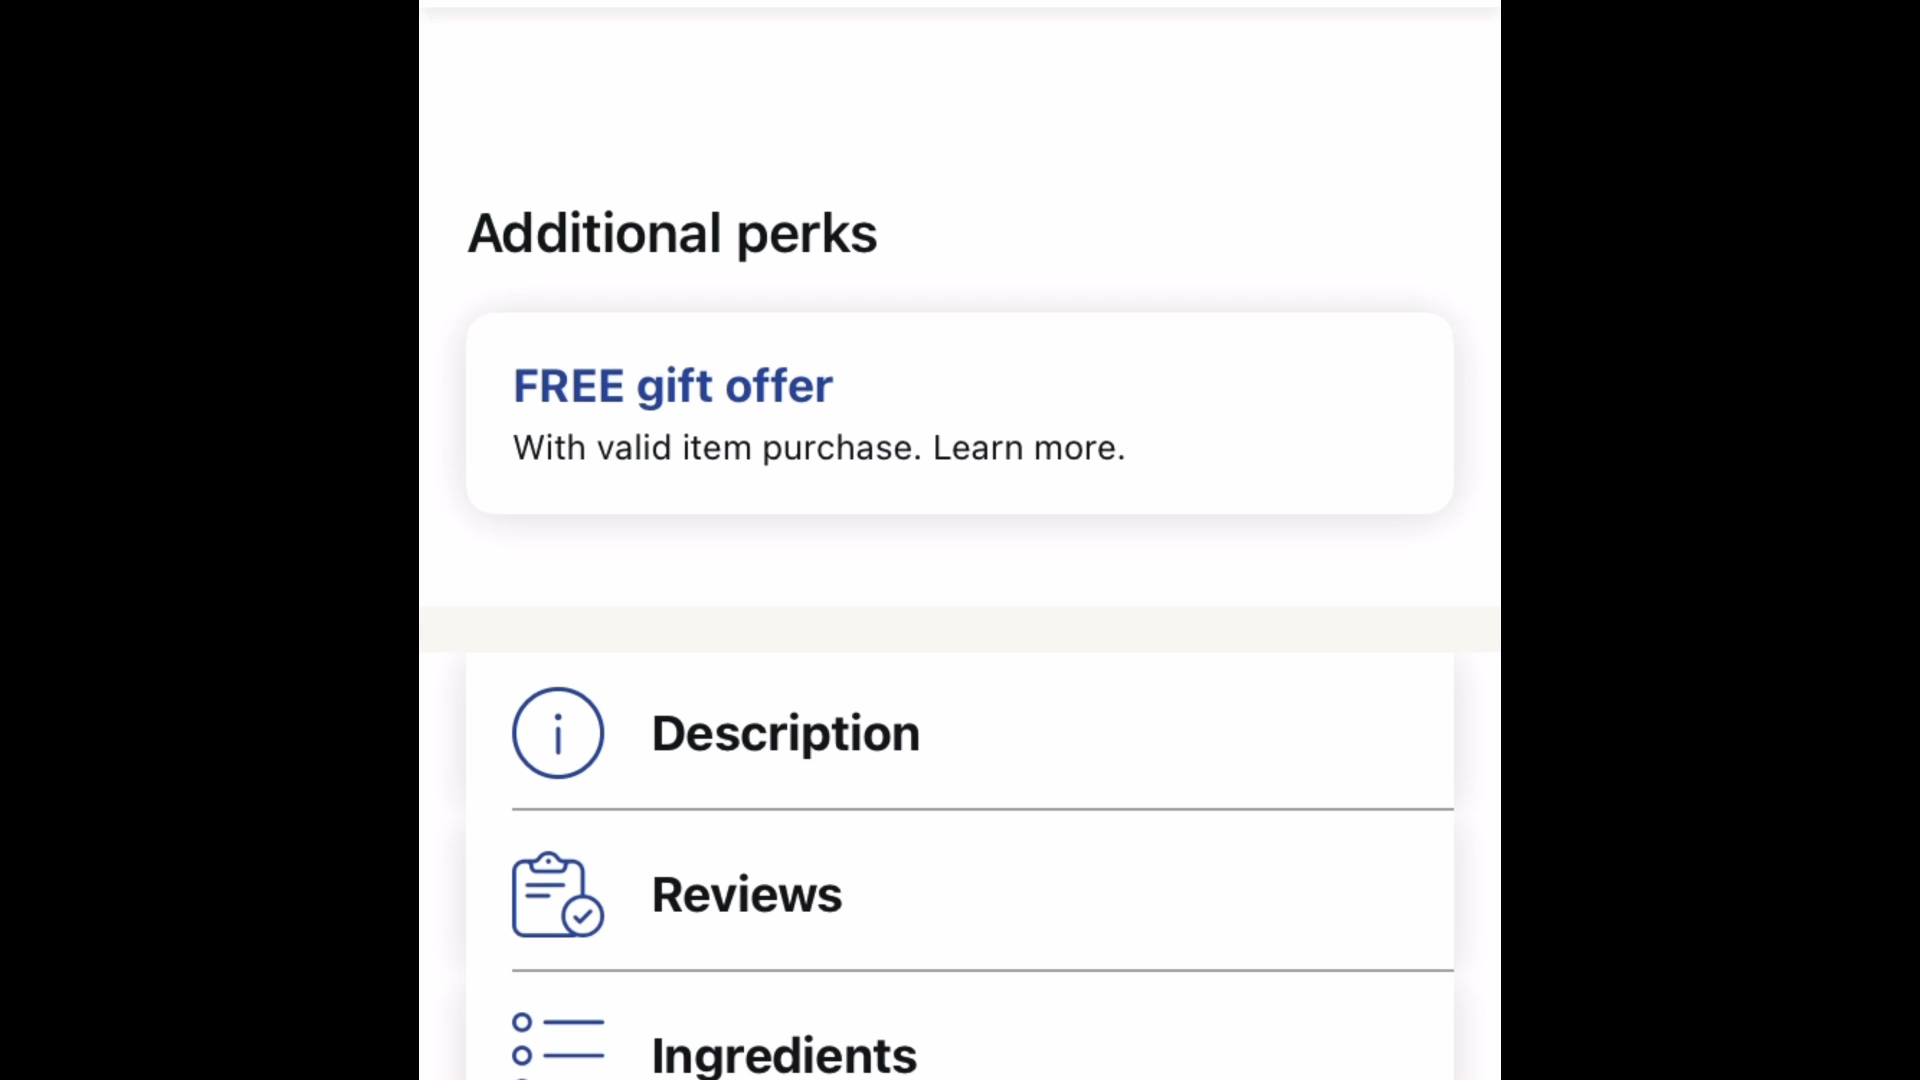 Additional perks
FREE gift offer
With valid item purchase. Learn more.
Description
Reviews
Ingredients